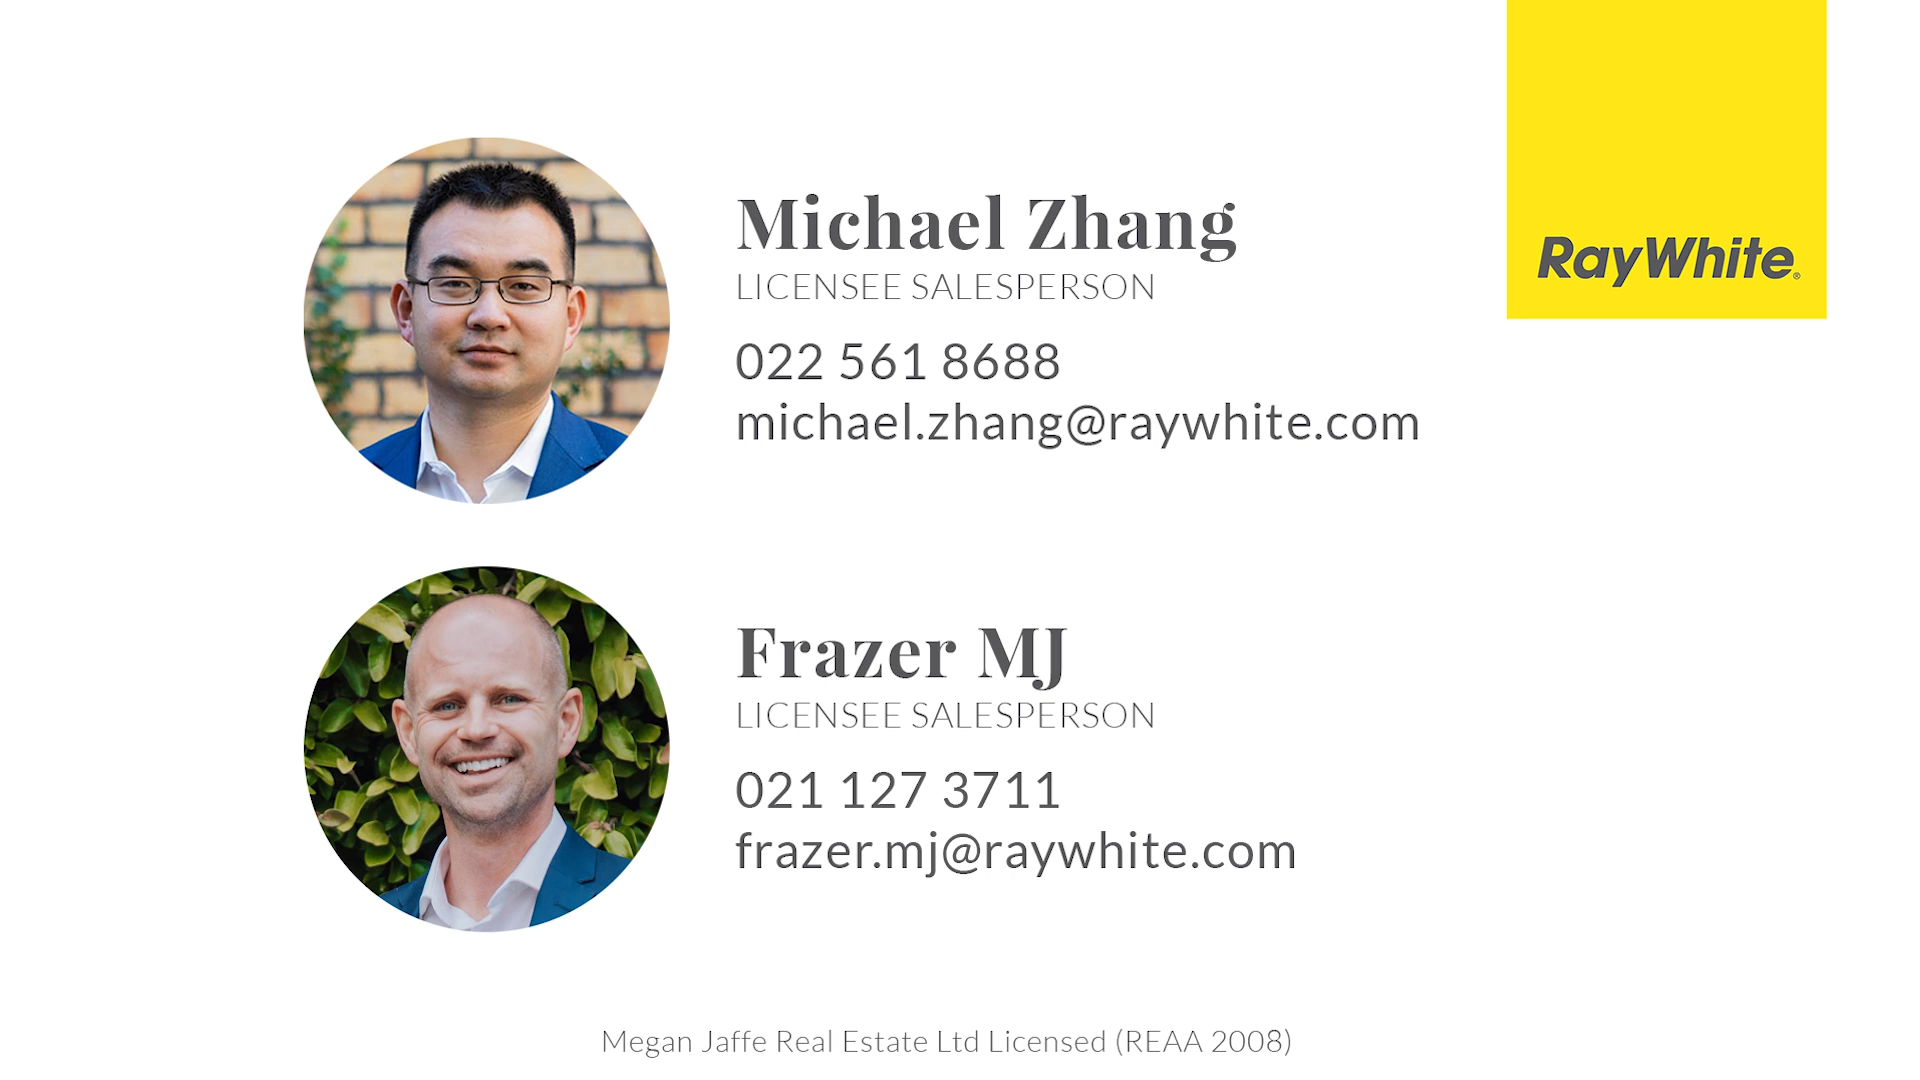 Michael Zhang
LICENSEE SALESPERSON
022 561 8688
michael.zhang@raywhite.com
RayWhite®
Frazer MJ
LICENSEE SALESPERSON
021 127 3711
frazer.mj@raywhite.com
Megan Jaffe Real Estate Ltd Licensed (REAA 2008)